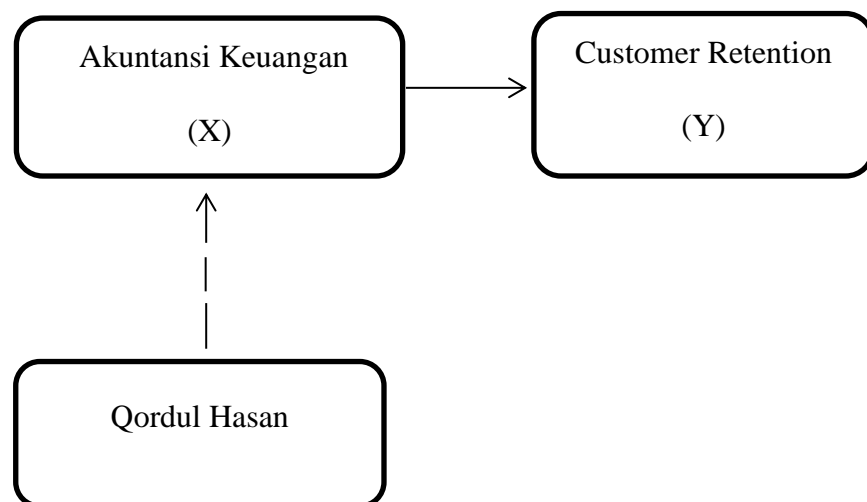 Akuntansi Keuangan
(X)
Customer Retention
(Y)
Qordul Hasan